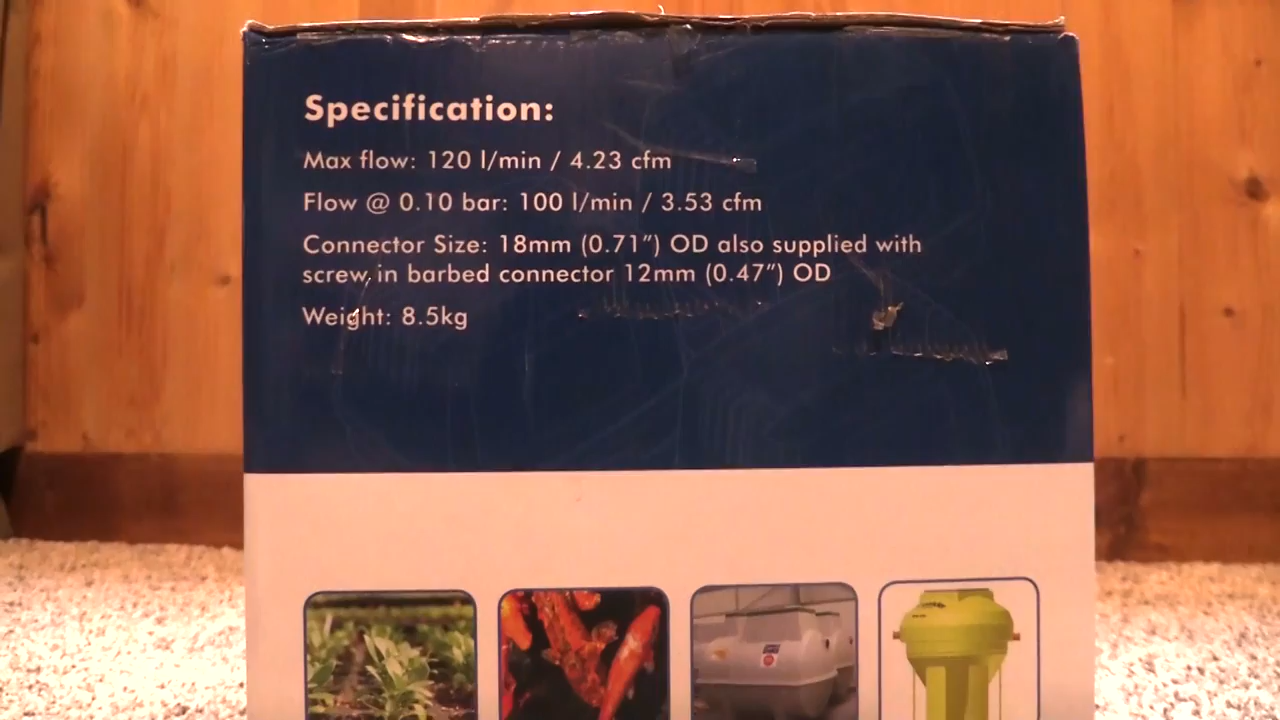 Specification:
Max flow: 120 l/min / 4.23 cfm
Flow @ 0.10 bar: 100 l/min / 3.53 cfm
Connector Size: 18mm (0.71”) OD also supplied with
screw in barbed connector 12mm (0.47”) OD
Weight: 8.5kg